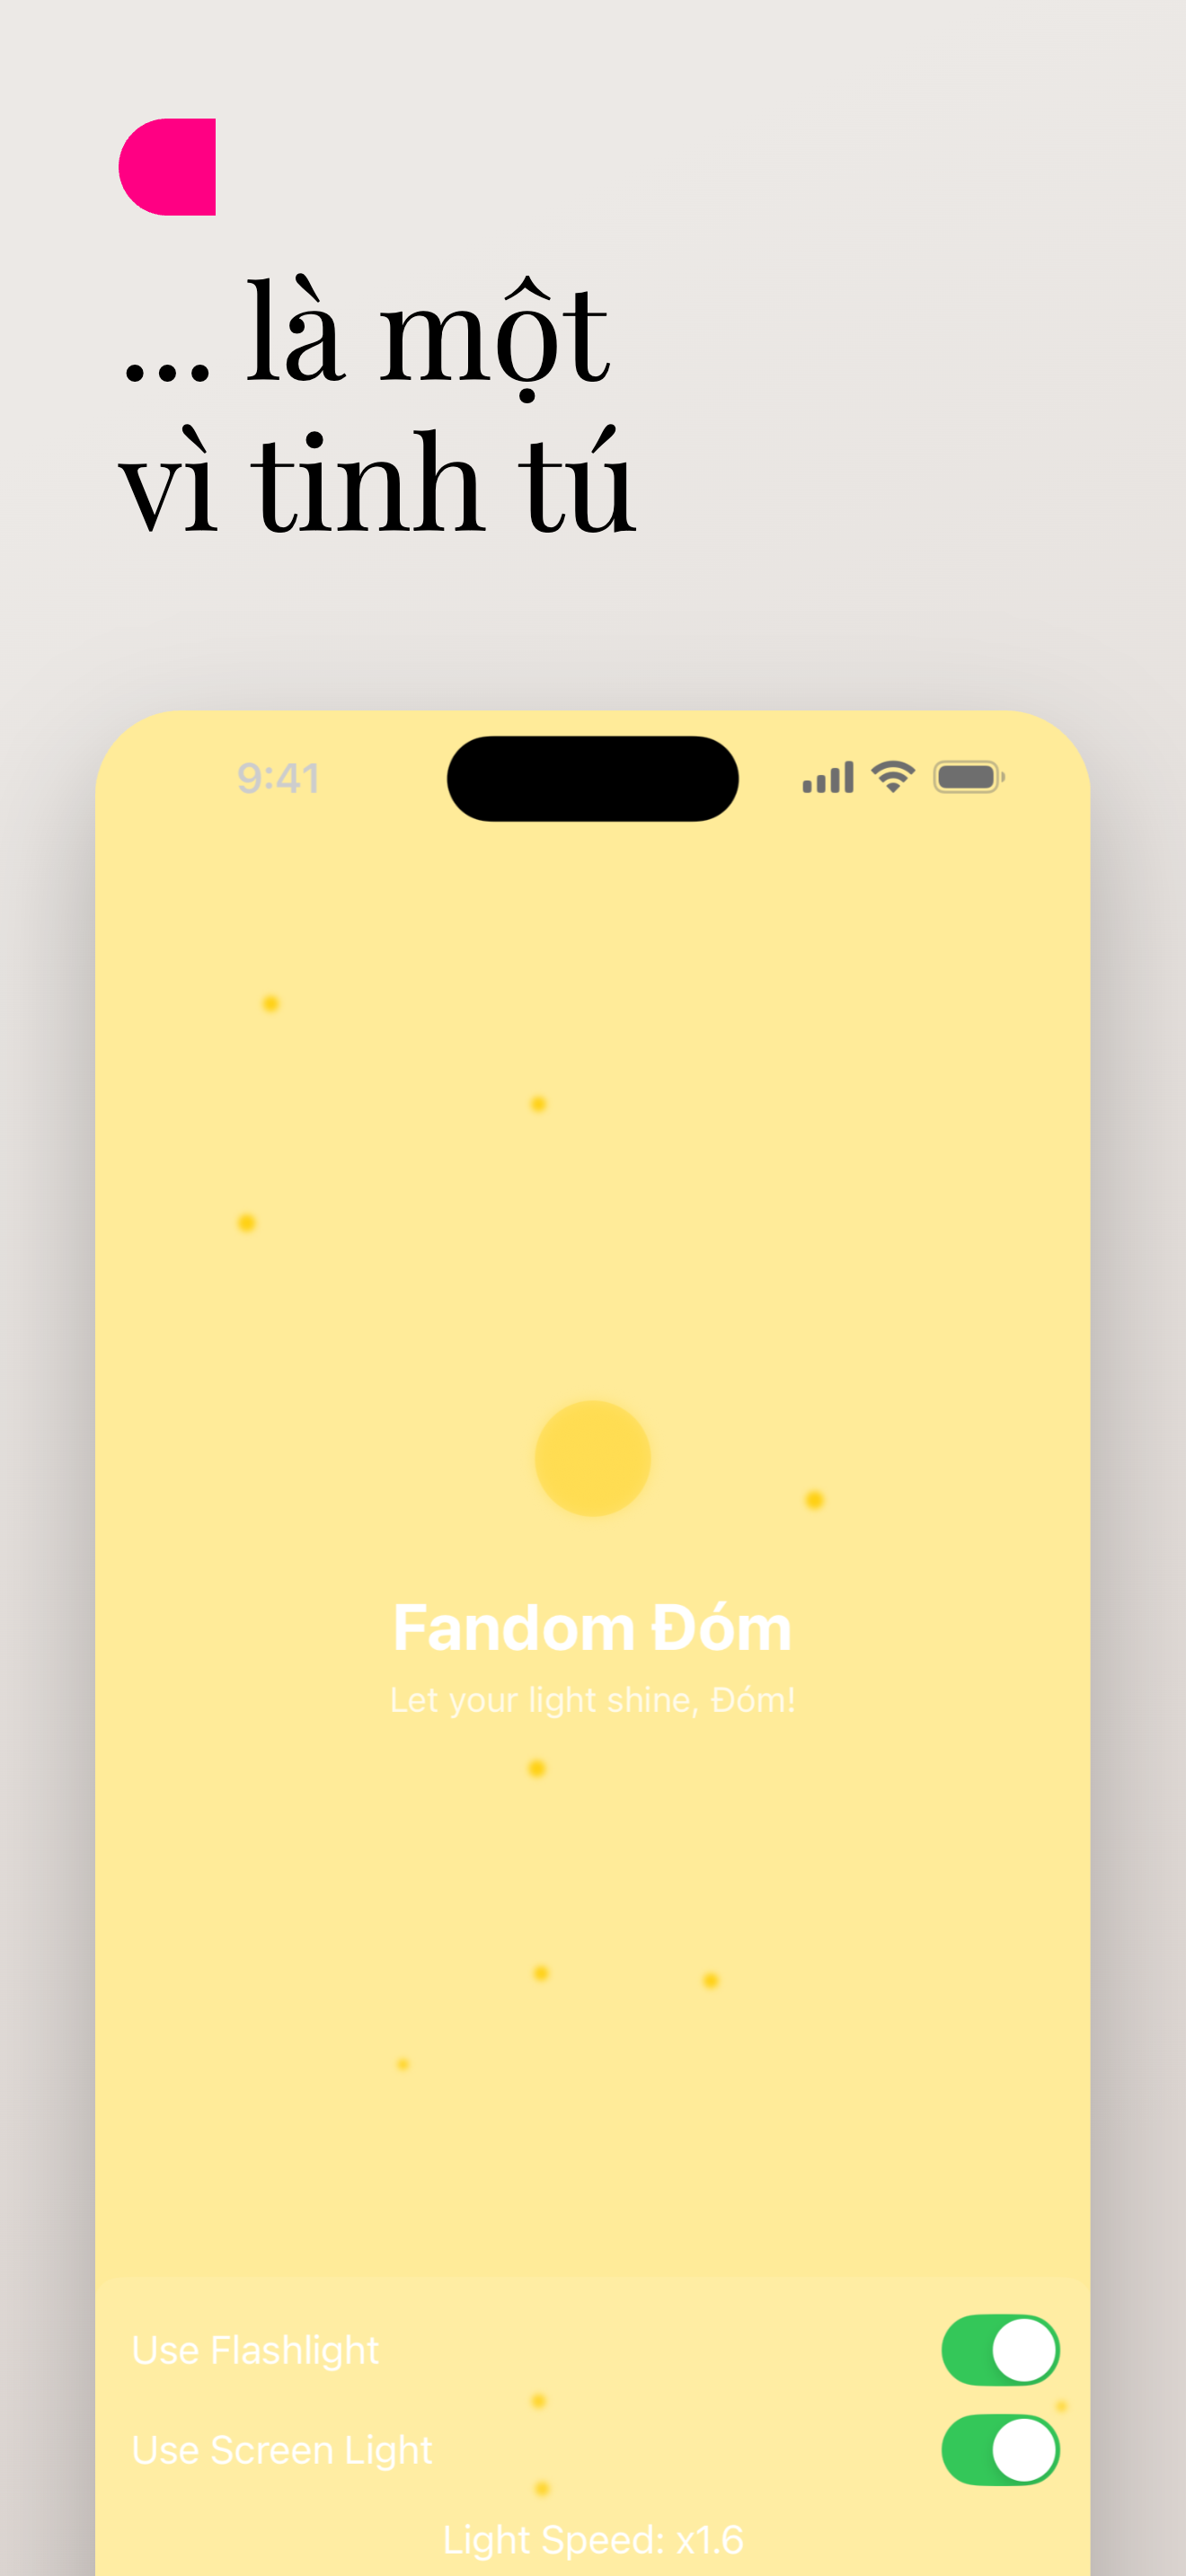 ... là một
vì tinh tú
9:41
Fandom Đóm
Let your light shine, Đóm!
Use Flashlight
Use Screen Light
Light Speed: x1.6